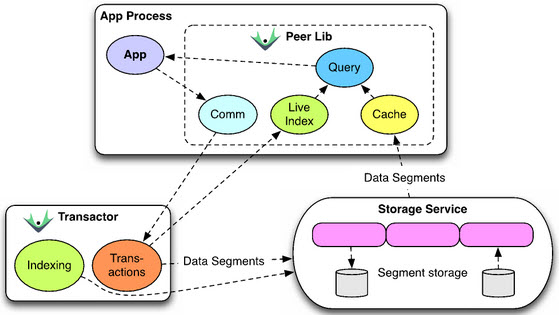 App Process
Peer Lib
App
Query
Comm
Live
Index
Cache
Data Segments
Transactor
Storage Service
Indexing
Trans-
actions
Data Segments
Segment storage